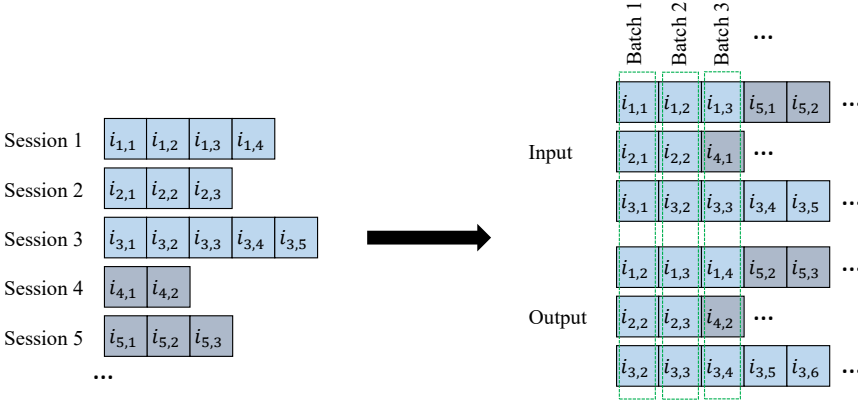 Session 1 i1,1 i1,2 i1,3 i1,4
Session 2 i2,1 i2,2 i2,3
Session 3 i3,1 i3,2 i3,3 i3,4 i3,5
Session 4 i4,1 i4,2
Session 5 i5,1 i5,2 i5,3
...
Batch 1 Batch 2 Batch 3 ...
i1,1 i1,2 i1,3 i5,1 i5,2 ...
Input i2,1 i2,2 i4,1 ...
i3,1 i3,2 i3,3 i3,4 i3,5 ...
i1,2 i1,3 i1,4 i5,2 i5,3 ...
Output i2,2 i2,3 i4,2 ...
i3,2 i3,3 i3,4 i3,5 i3,6 ...